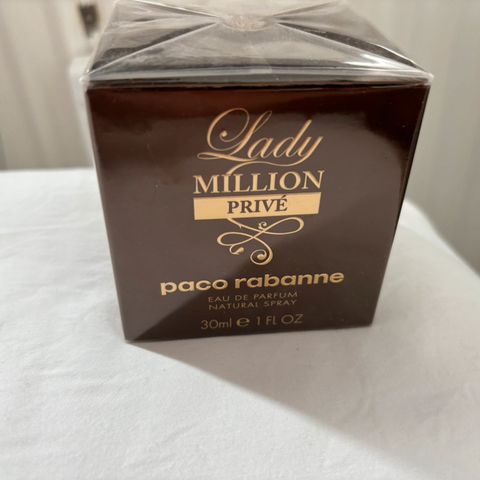 Lady
MILLION
PRIVÉ
paco rabanne
EAU DE PARFUM
NATURAL SPRAY
30ml e 1 FL OZ